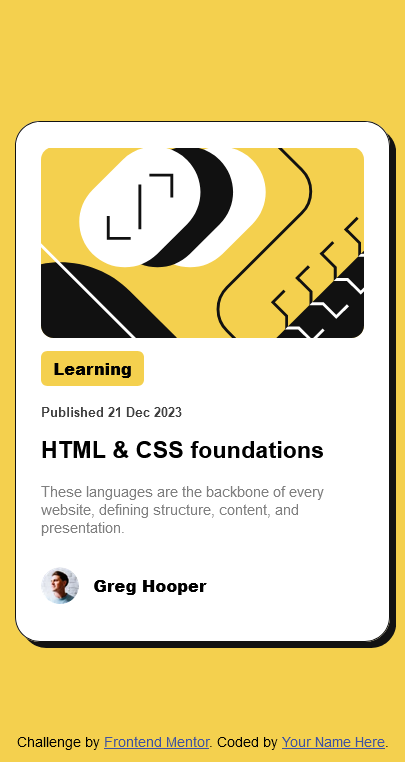 Learning
Published 21 Dec 2023
HTML & CSS foundations
These languages are the backbone of every
website, defining structure, content, and
presentation.
Greg Hooper
Challenge by Frontend Mentor. Coded by Your Name Here.